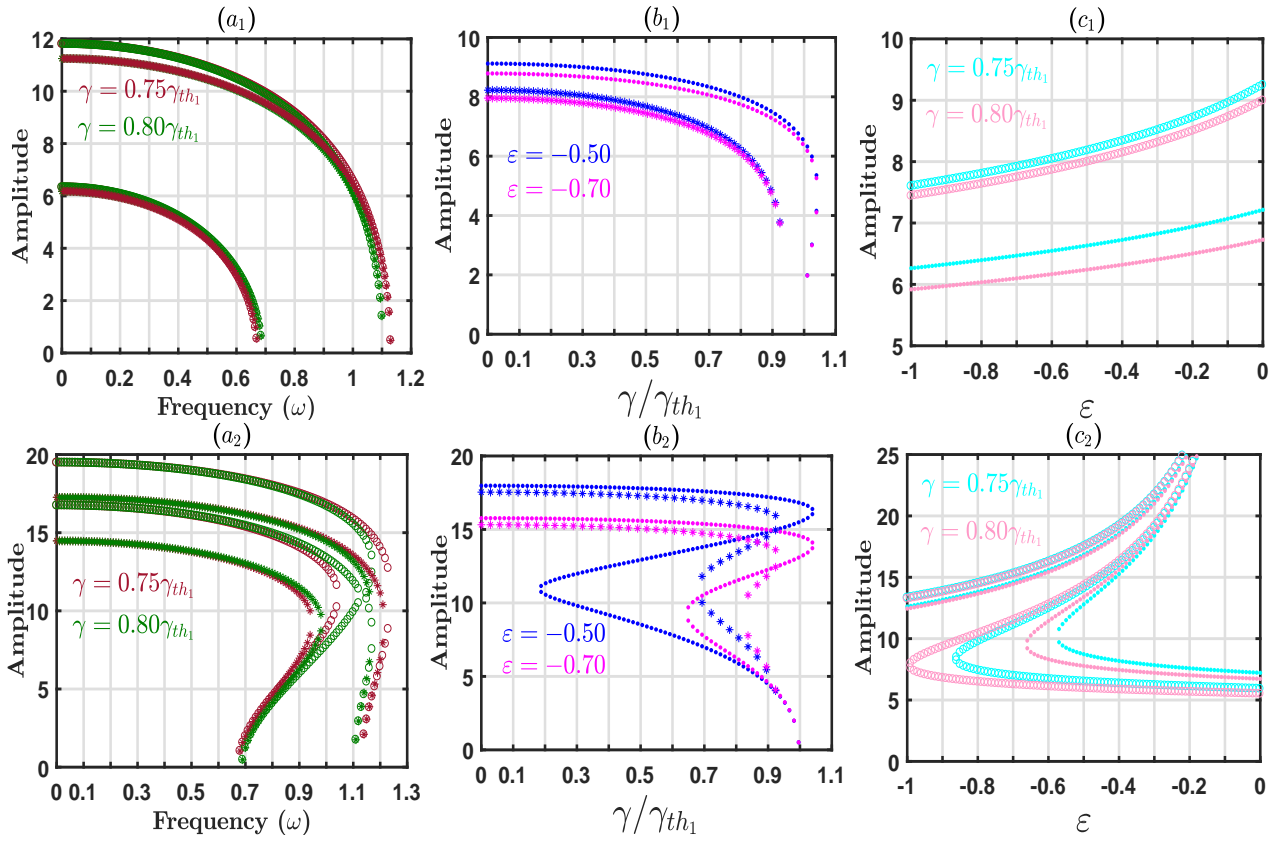 (a₁)
12
10
8
6
4
2
0
Amplitude
γ = 0.75γ_{th₁}
γ = 0.80γ_{th₁}
0 0.2 0.4 0.6 0.8 1 1.2
Frequency (ω)
(b₁)
10
8
6
4
2
0
Amplitude
ε = −0.50
ε = −0.70
0 0.1 0.3 0.5 0.7 0.9 1.1
γ/γ_{th₁}
(c₁)
10
9
8
7
6
5
Amplitude
γ = 0.75γ_{th₁}
γ = 0.80γ_{th₁}
-1 -0.8 -0.6 -0.4 -0.2 0
ε
(a₂)
20
15
10
5
0
Amplitude
γ = 0.75γ_{th₁}
γ = 0.80γ_{th₁}
0 0.1 0.3 0.5 0.7 0.9 1.1 1.3
Frequency (ω)
(b₂)
20
15
10
5
0
Amplitude
ε = −0.50
ε = −0.70
0 0.1 0.3 0.5 0.7 0.9 1.1
γ/γ_{th₁}
(c₂)
25
20
15
10
5
0
Amplitude
γ = 0.75γ_{th₁}
γ = 0.80γ_{th₁}
-1 -0.8 -0.6 -0.4 -0.2 0
ε